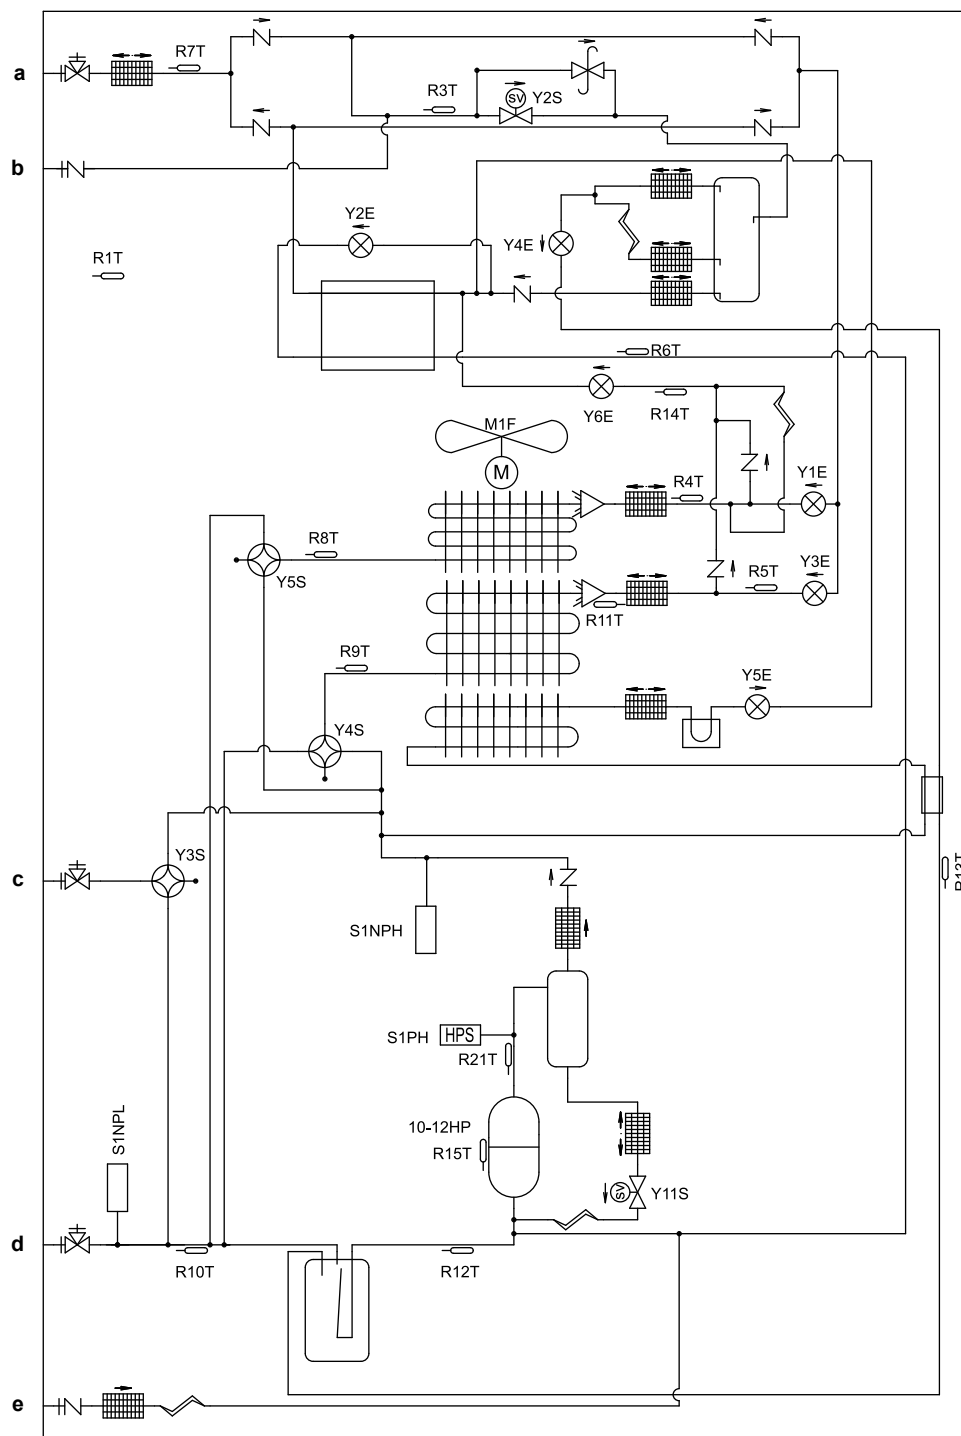 R7T
a
R3T
SV
Y2S
b
Y2E
Y4E
R1T
R6T
Y6E
R14T
M1F
M
R4T
Y1E
R8T
Y5S
R5T
Y3E
R11T
R9T
Y5E
Y4S
Y3S
c
R13T
S1NPH
S1PH
HPS
R21T
10-12HP
R15T
S1NPL
SV
Y11S
d
R10T
R12T
e